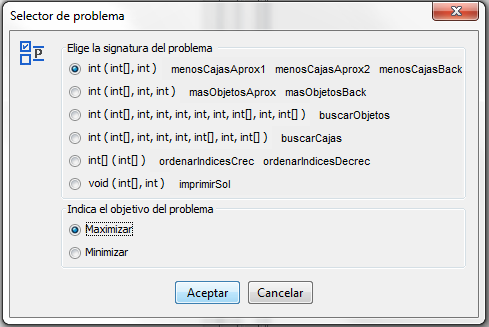 Selector de problema
P
Elige la signatura del problema
int ( int[], int ) menosCajasAprox1 menosCajasAprox2 menosCajasBack
int ( int[], int, int ) masObjetosAprox masObjetosBack
int ( int[], int, int, int, int, int[], int, int[] ) buscarObjetos
int ( int[], int, int, int[], int, int[] ) buscarCajas
int[] ( int[] ) ordenarIndicesCrec ordenarIndicesDecrec
void ( int[], int ) imprimirSol
Indica el objetivo del problema
Maximizar
Minimizar
Aceptar Cancelar